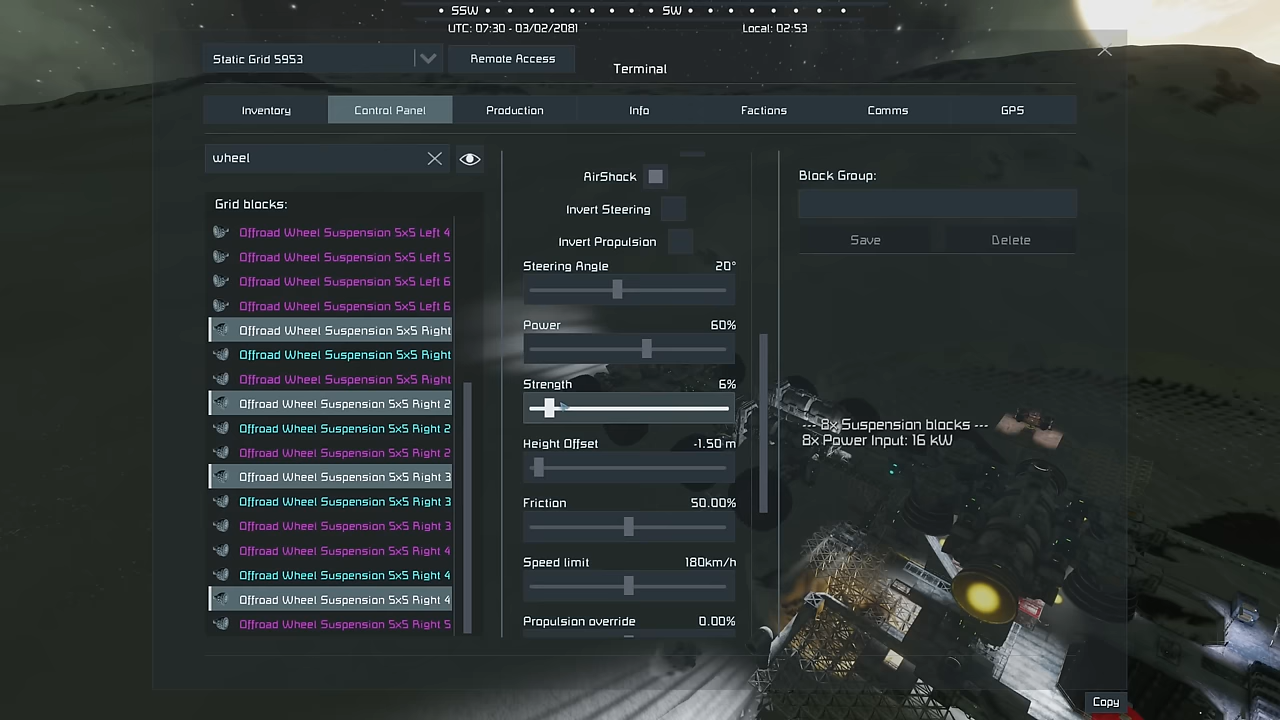 SSW
SW
UTC: 07:30 - 03/02/2081
Local: 02:53
Static Grid 5953
Remote Access
Terminal
Inventory
Control Panel
Production
Info
Factions
Comms
GPS
wheel
Grid blocks:
Offroad Wheel Suspension 5x5 Left 4
Offroad Wheel Suspension 5x5 Left 5
Offroad Wheel Suspension 5x5 Left 6
Offroad Wheel Suspension 5x5 Left 6
Offroad Wheel Suspension 5x5 Right
Offroad Wheel Suspension 5x5 Right
Offroad Wheel Suspension 5x5 Right
Offroad Wheel Suspension 5x5 Right 2
Offroad Wheel Suspension 5x5 Right 2
Offroad Wheel Suspension 5x5 Right 2
Offroad Wheel Suspension 5x5 Right 3
Offroad Wheel Suspension 5x5 Right 3
Offroad Wheel Suspension 5x5 Right 3
Offroad Wheel Suspension 5x5 Right 4
Offroad Wheel Suspension 5x5 Right 4
Offroad Wheel Suspension 5x5 Right 4
Offroad Wheel Suspension 5x5 Right 5
AirShock
Invert Steering
Invert Propulsion
Steering Angle 20°
Power 60%
Strength 6%
Height Offset -1.50 m
Friction 50.00%
Speed limit 180km/h
Propulsion override 0.00%
Block Group:
Save
Delete
--- 8x Suspension blocks ---
8x Power Input: 16 kW
Copy